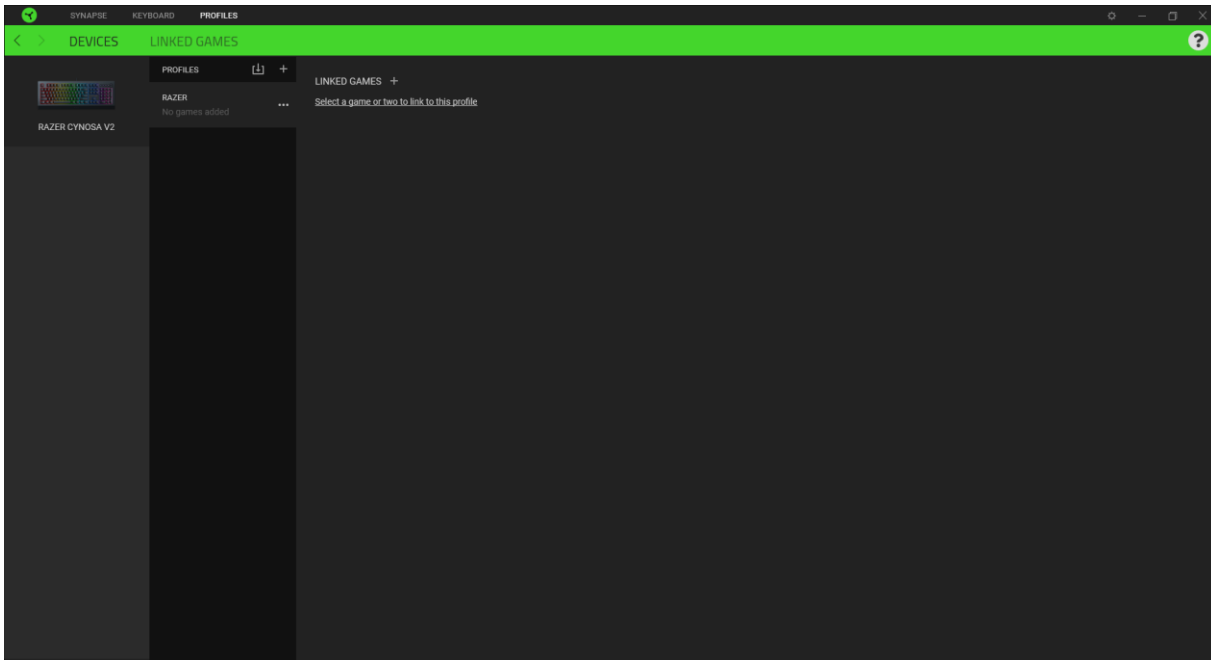 SYNAPSE KEYBOARD PROFILES
DEVICES LINKED GAMES
?
RAZER CYNOSA V2
PROFILES +
RAZER ...
No games added
LINKED GAMES +
Select a game or two to link to this profile